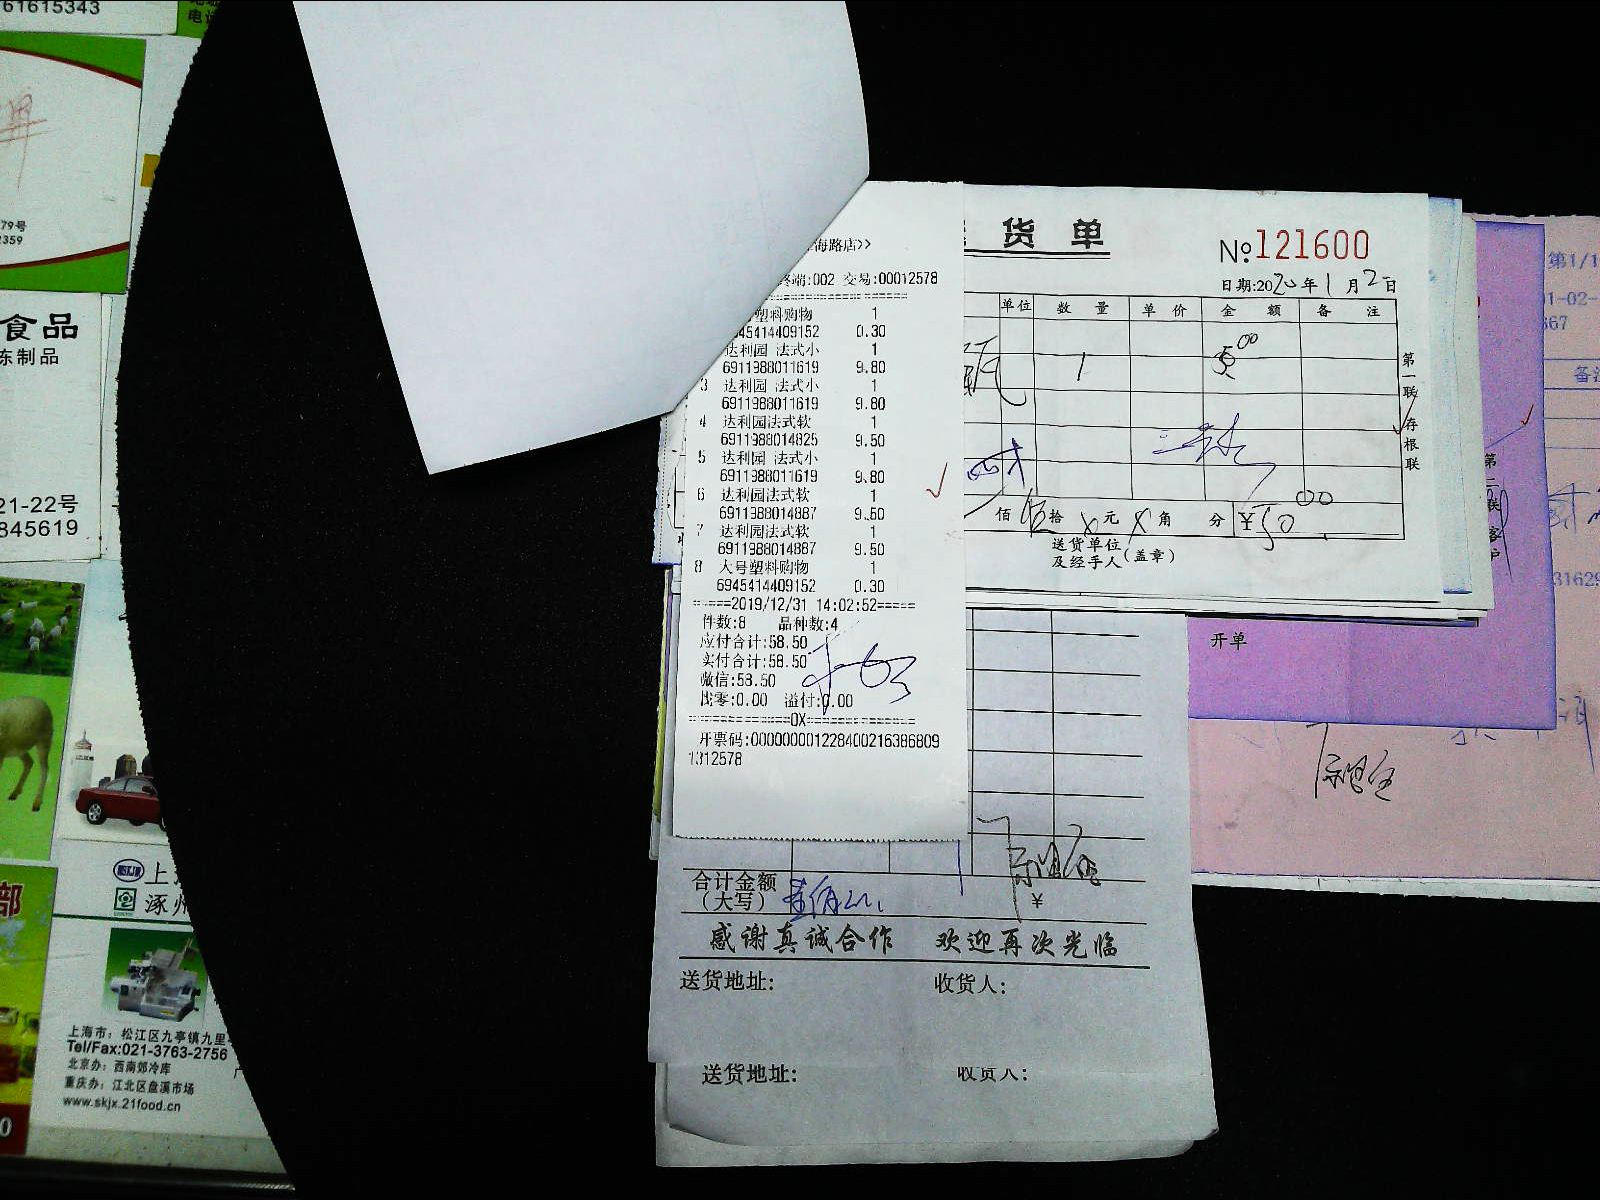 61615343
79号
2359
食品
冻制品
21-22号
845619
部
上
涿州
上海市：松江区九亭镇九里
Tel/Fax:021-3763-2756
北京办：西南郊冷库
重庆办：江北区盘溪市场
www.skjx.21food.cn
海路店>>
终端:002 交易:00012578
塑料购物 1
45414409152 0.30
达利园 法式小 1
6911988011619 9.80
3 达利园 法式小 1
6911988011619 9.80
4 达利园法式软 1
6911988014825 9.50
5 达利园 法式小 1
6911988011619 9.80
6 达利园法式软 1
6911988014887 9.50
7 达利园法式软 1
6911988014887 9.50
8 大号塑料购物 1
6945414409152 0.30
=====2019/12/31 14:02:52=====
件数:8 品种数:4
应付合计:58.50
实付合计:58.50
微信:58.50
找零:0.00 溢付:0.00
开票码:000000001228400216386809
1312578
货单
№121600
日期:2020年1月2日
单位 数量 单价 金额 备注
瓶 1 50.00
佰伍拾X元X角 分 ¥50.00
送货单位
及经手人(盖章)
第一联存根联
第1/1
01-02-
667
备注
第二联客户
31629
开单
合计金额
(大写) ¥
感谢真诚合作 欢迎再次光临
送货地址: 收货人:
送货地址: 收货人: